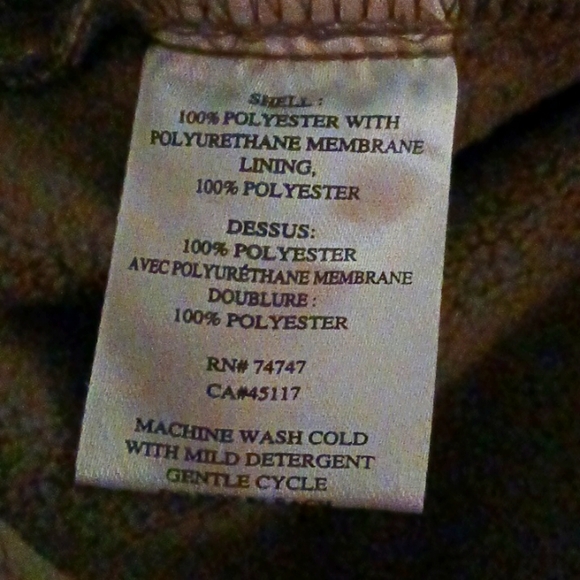 SHELL :
100% POLYESTER WITH
POLYURETHANE MEMBRANE
LINING,
100% POLYESTER
DESSUS:
100% POLYESTER
AVEC POLYURÉTHANE MEMBRANE
DOUBLURE :
100% POLYESTER
RN# 74747
CA#45117
MACHINE WASH COLD
WITH MILD DETERGENT
GENTLE CYCLE